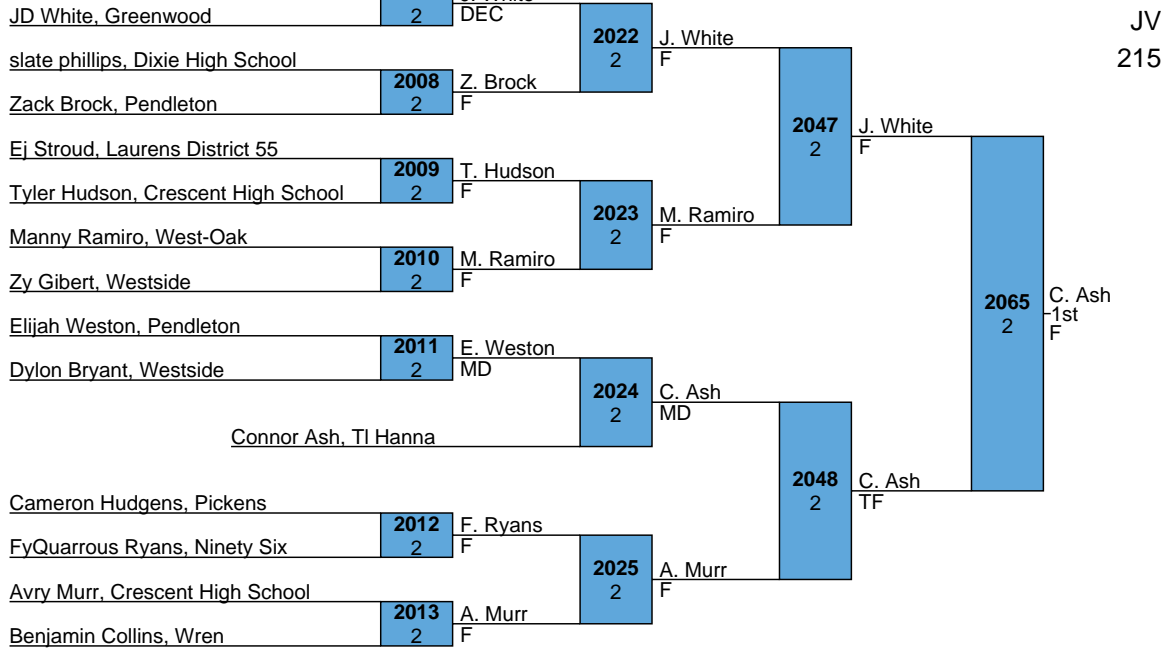 JV
215
JD White, Greenwood
2
DEC
slate phillips, Dixie High School
2008
2
Z. Brock
F
Zack Brock, Pendleton
2022
2
J. White
F
Ej Stroud, Laurens District 55
2009
2
T. Hudson
F
Tyler Hudson, Crescent High School
Manny Ramiro, West-Oak
2010
2
M. Ramiro
F
Zy Gibert, Westside
2023
2
M. Ramiro
F
2047
2
J. White
F
Elijah Weston, Pendleton
2011
2
E. Weston
MD
Dylon Bryant, Westside
Connor Ash, Tl Hanna
2024
2
C. Ash
MD
Cameron Hudgens, Pickens
2012
2
F. Ryans
F
FyQuarrous Ryans, Ninety Six
Avry Murr, Crescent High School
2013
2
A. Murr
F
Benjamin Collins, Wren
2025
2
A. Murr
F
2048
2
C. Ash
TF
2065
2
C. Ash
1st
F